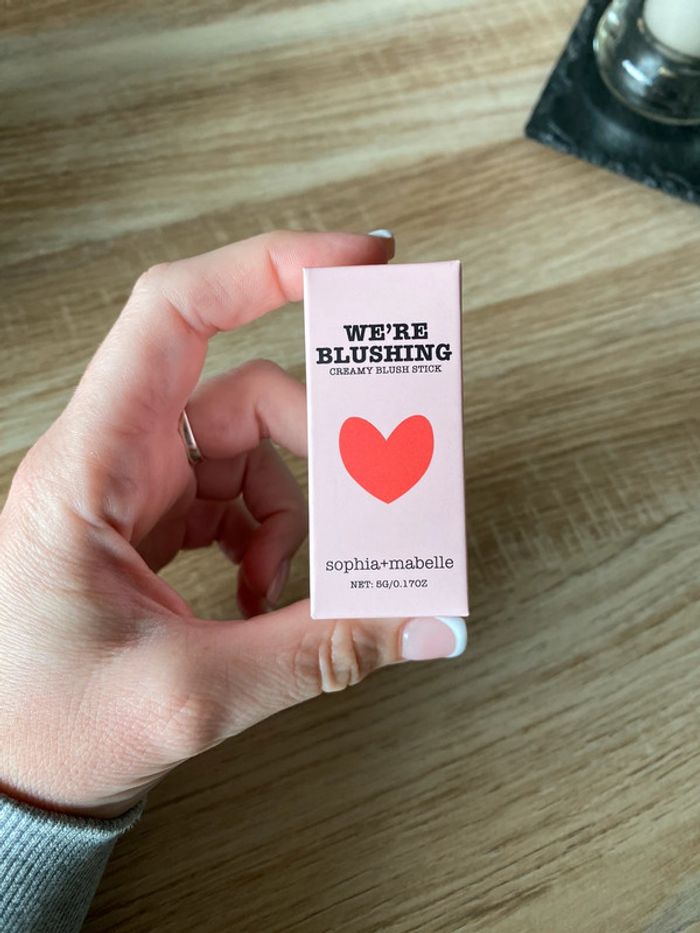 WE'RE
BLUSHING
CREAMY BLUSH STICK
sophia+mabelle
NET: 5G/0.17OZ